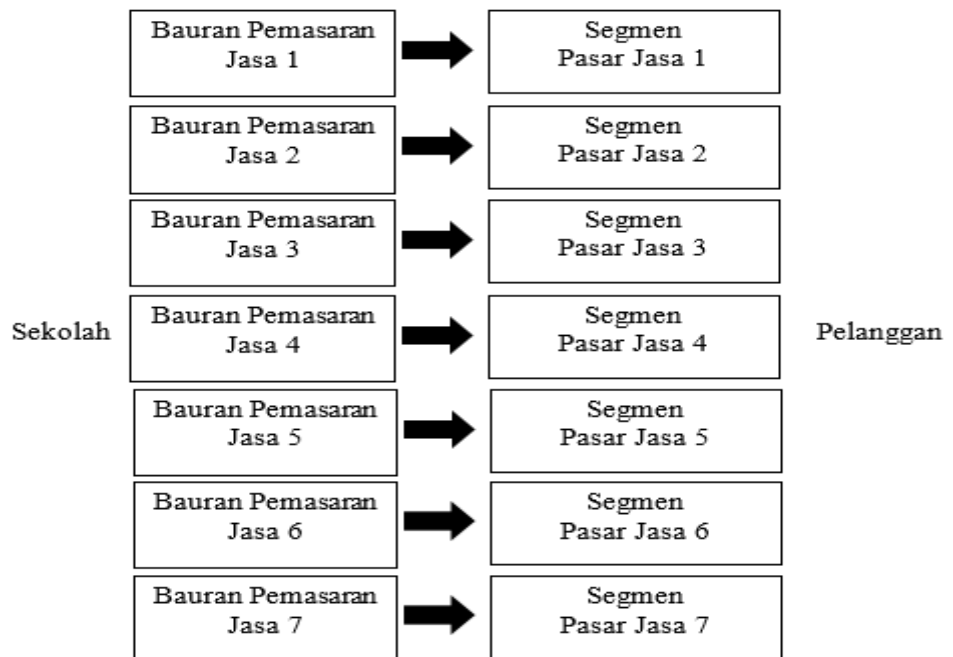 Bauran Pemasaran
Jasa 1
Segmen
Pasar Jasa 1
Bauran Pemasaran
Jasa 2
Segmen
Pasar Jasa 2
Bauran Pemasaran
Jasa 3
Segmen
Pasar Jasa 3
Sekolah
Bauran Pemasaran
Jasa 4
Segmen
Pasar Jasa 4
Pelanggan
Bauran Pemasaran
Jasa 5
Segmen
Pasar Jasa 5
Bauran Pemasaran
Jasa 6
Segmen
Pasar Jasa 6
Bauran Pemasaran
Jasa 7
Segmen
Pasar Jasa 7